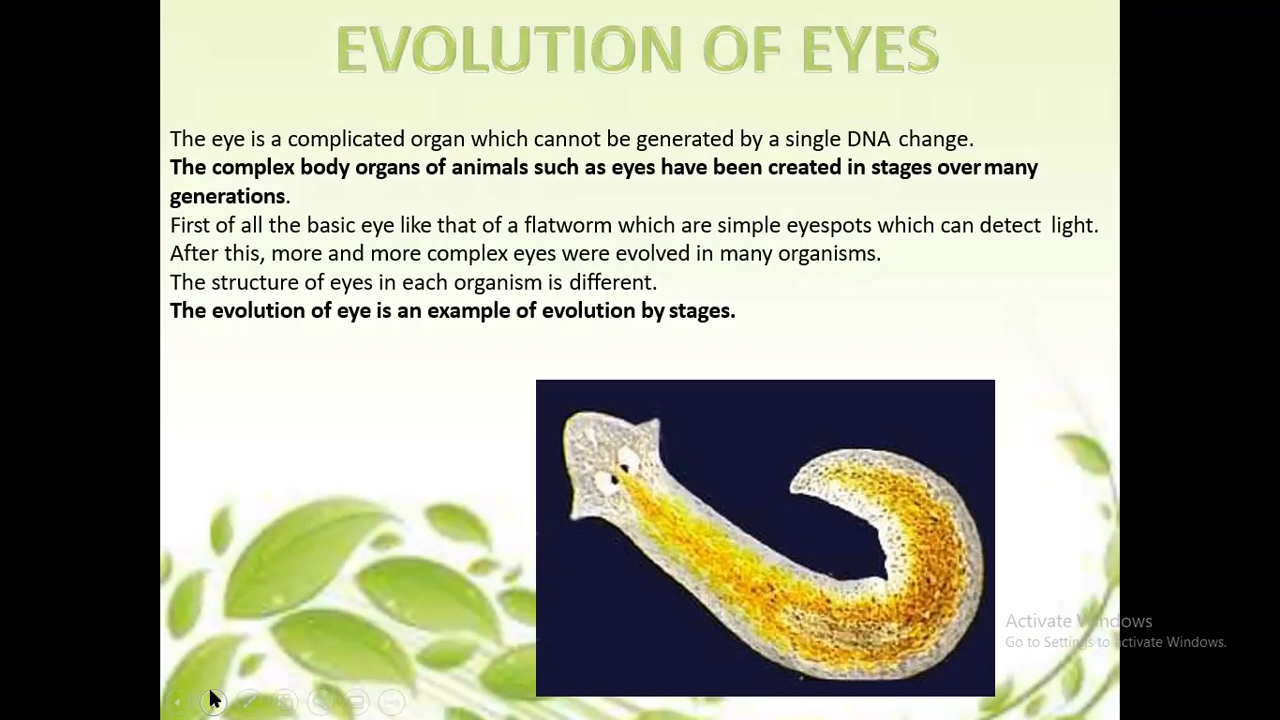 EVOLUTION OF EYES
The eye is a complicated organ which cannot be generated by a single DNA change.
The complex body organs of animals such as eyes have been created in stages over many
generations.
First of all the basic eye like that of a flatworm which are simple eyespots which can detect light.
After this, more and more complex eyes were evolved in many organisms.
The structure of eyes in each organism is different.
The evolution of eye is an example of evolution by stages.
Activate Windows
Go to Settings to activate Windows.